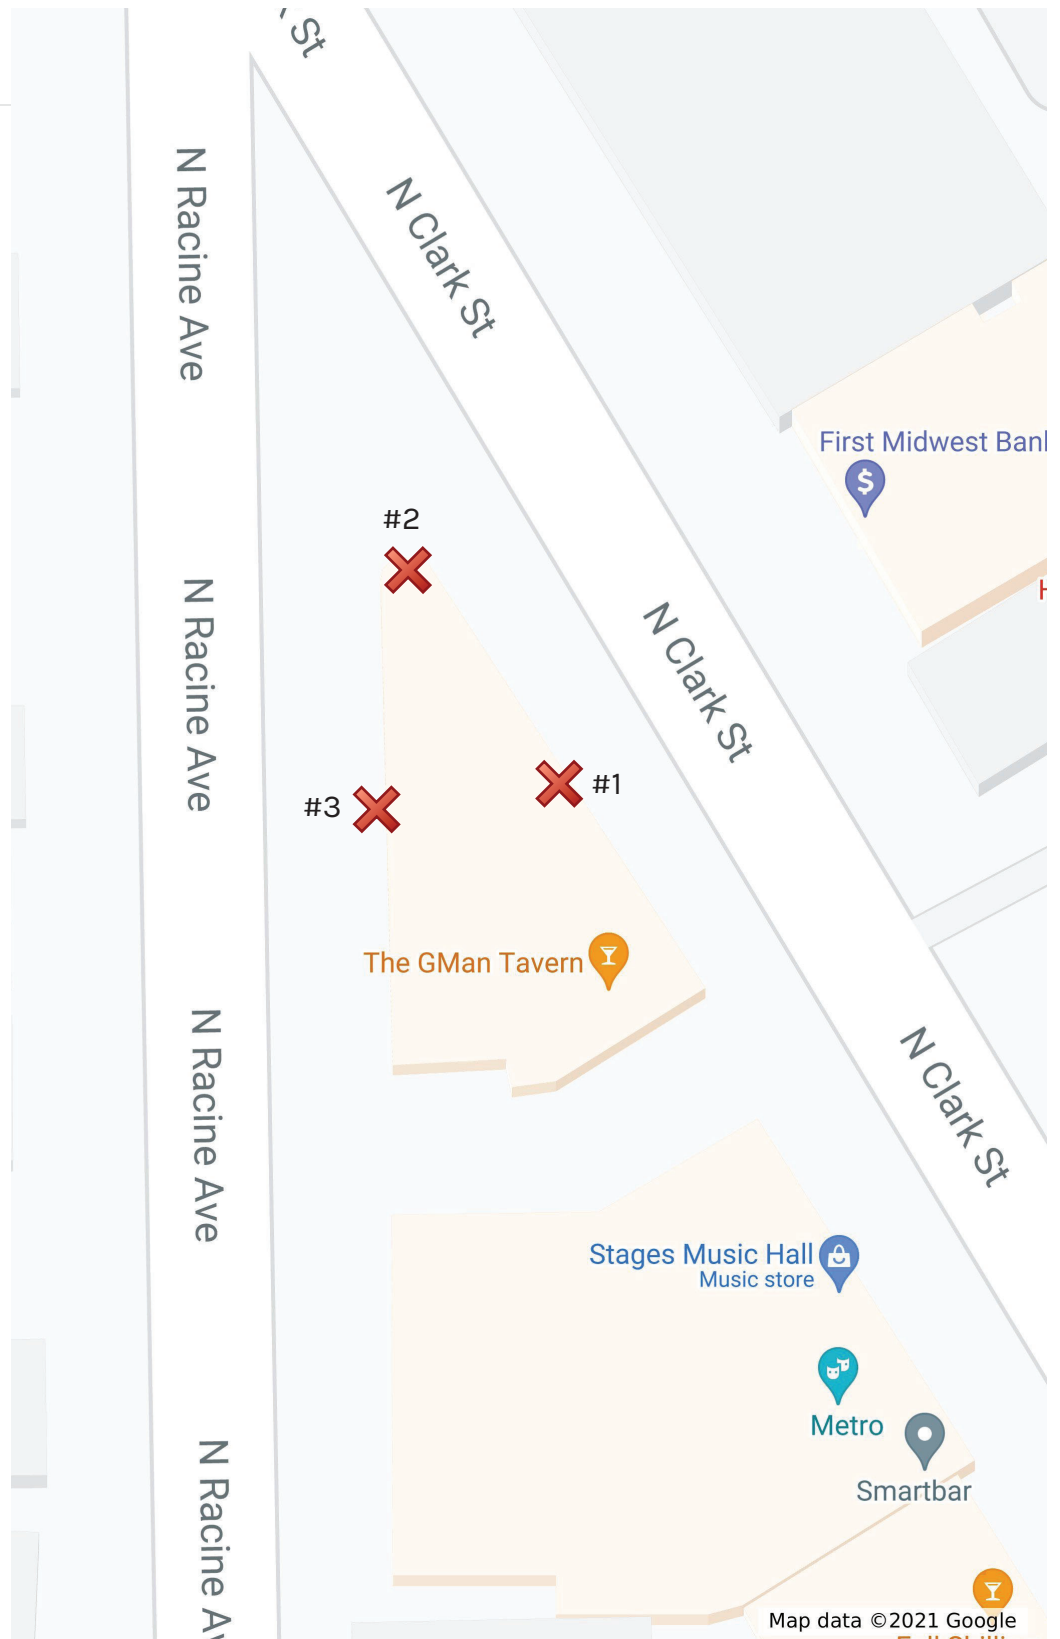 St
N Racine Ave
N Clark St
First Midwest Bank
#2
N Racine Ave
N Clark St
#1
#3
The GMan Tavern
N Racine Ave
N Clark St
Stages Music Hall
Music store
Metro
N Racine Av
Smartbar
Map data ©2021 Google